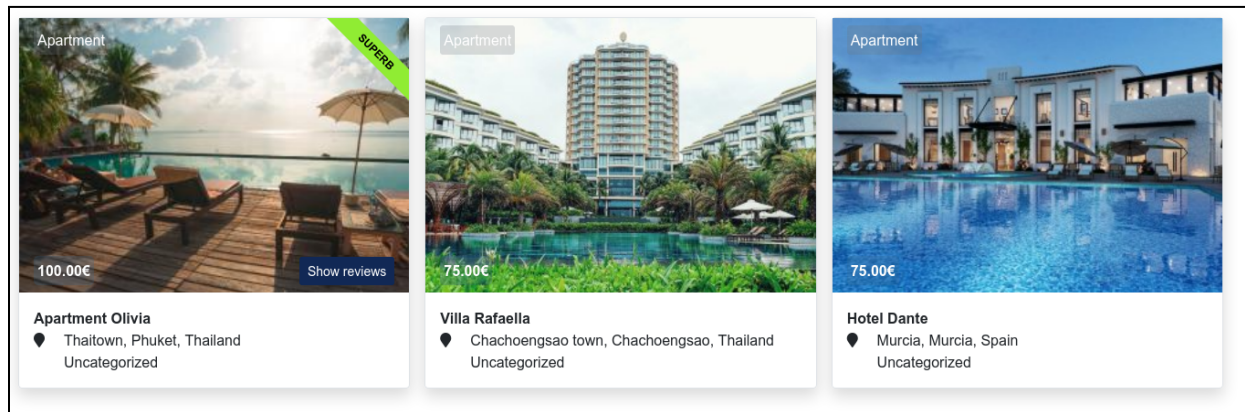 Apartment
SUPERB
100.00€
Show reviews
Apartment Olivia
Thaitown, Phuket, Thailand
Uncategorized
Apartment
75.00€
Villa Rafaella
Chachoengsao town, Chachoengsao, Thailand
Uncategorized
Apartment
75.00€
Hotel Dante
Murcia, Murcia, Spain
Uncategorized